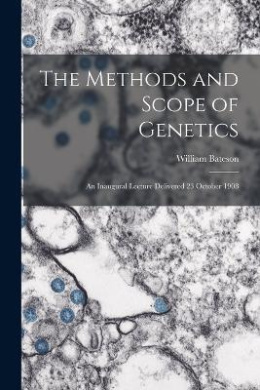 The Methods and
Scope of
Genetics
William Bateson
An Inaugural Lecture Delivered 23 October 1908